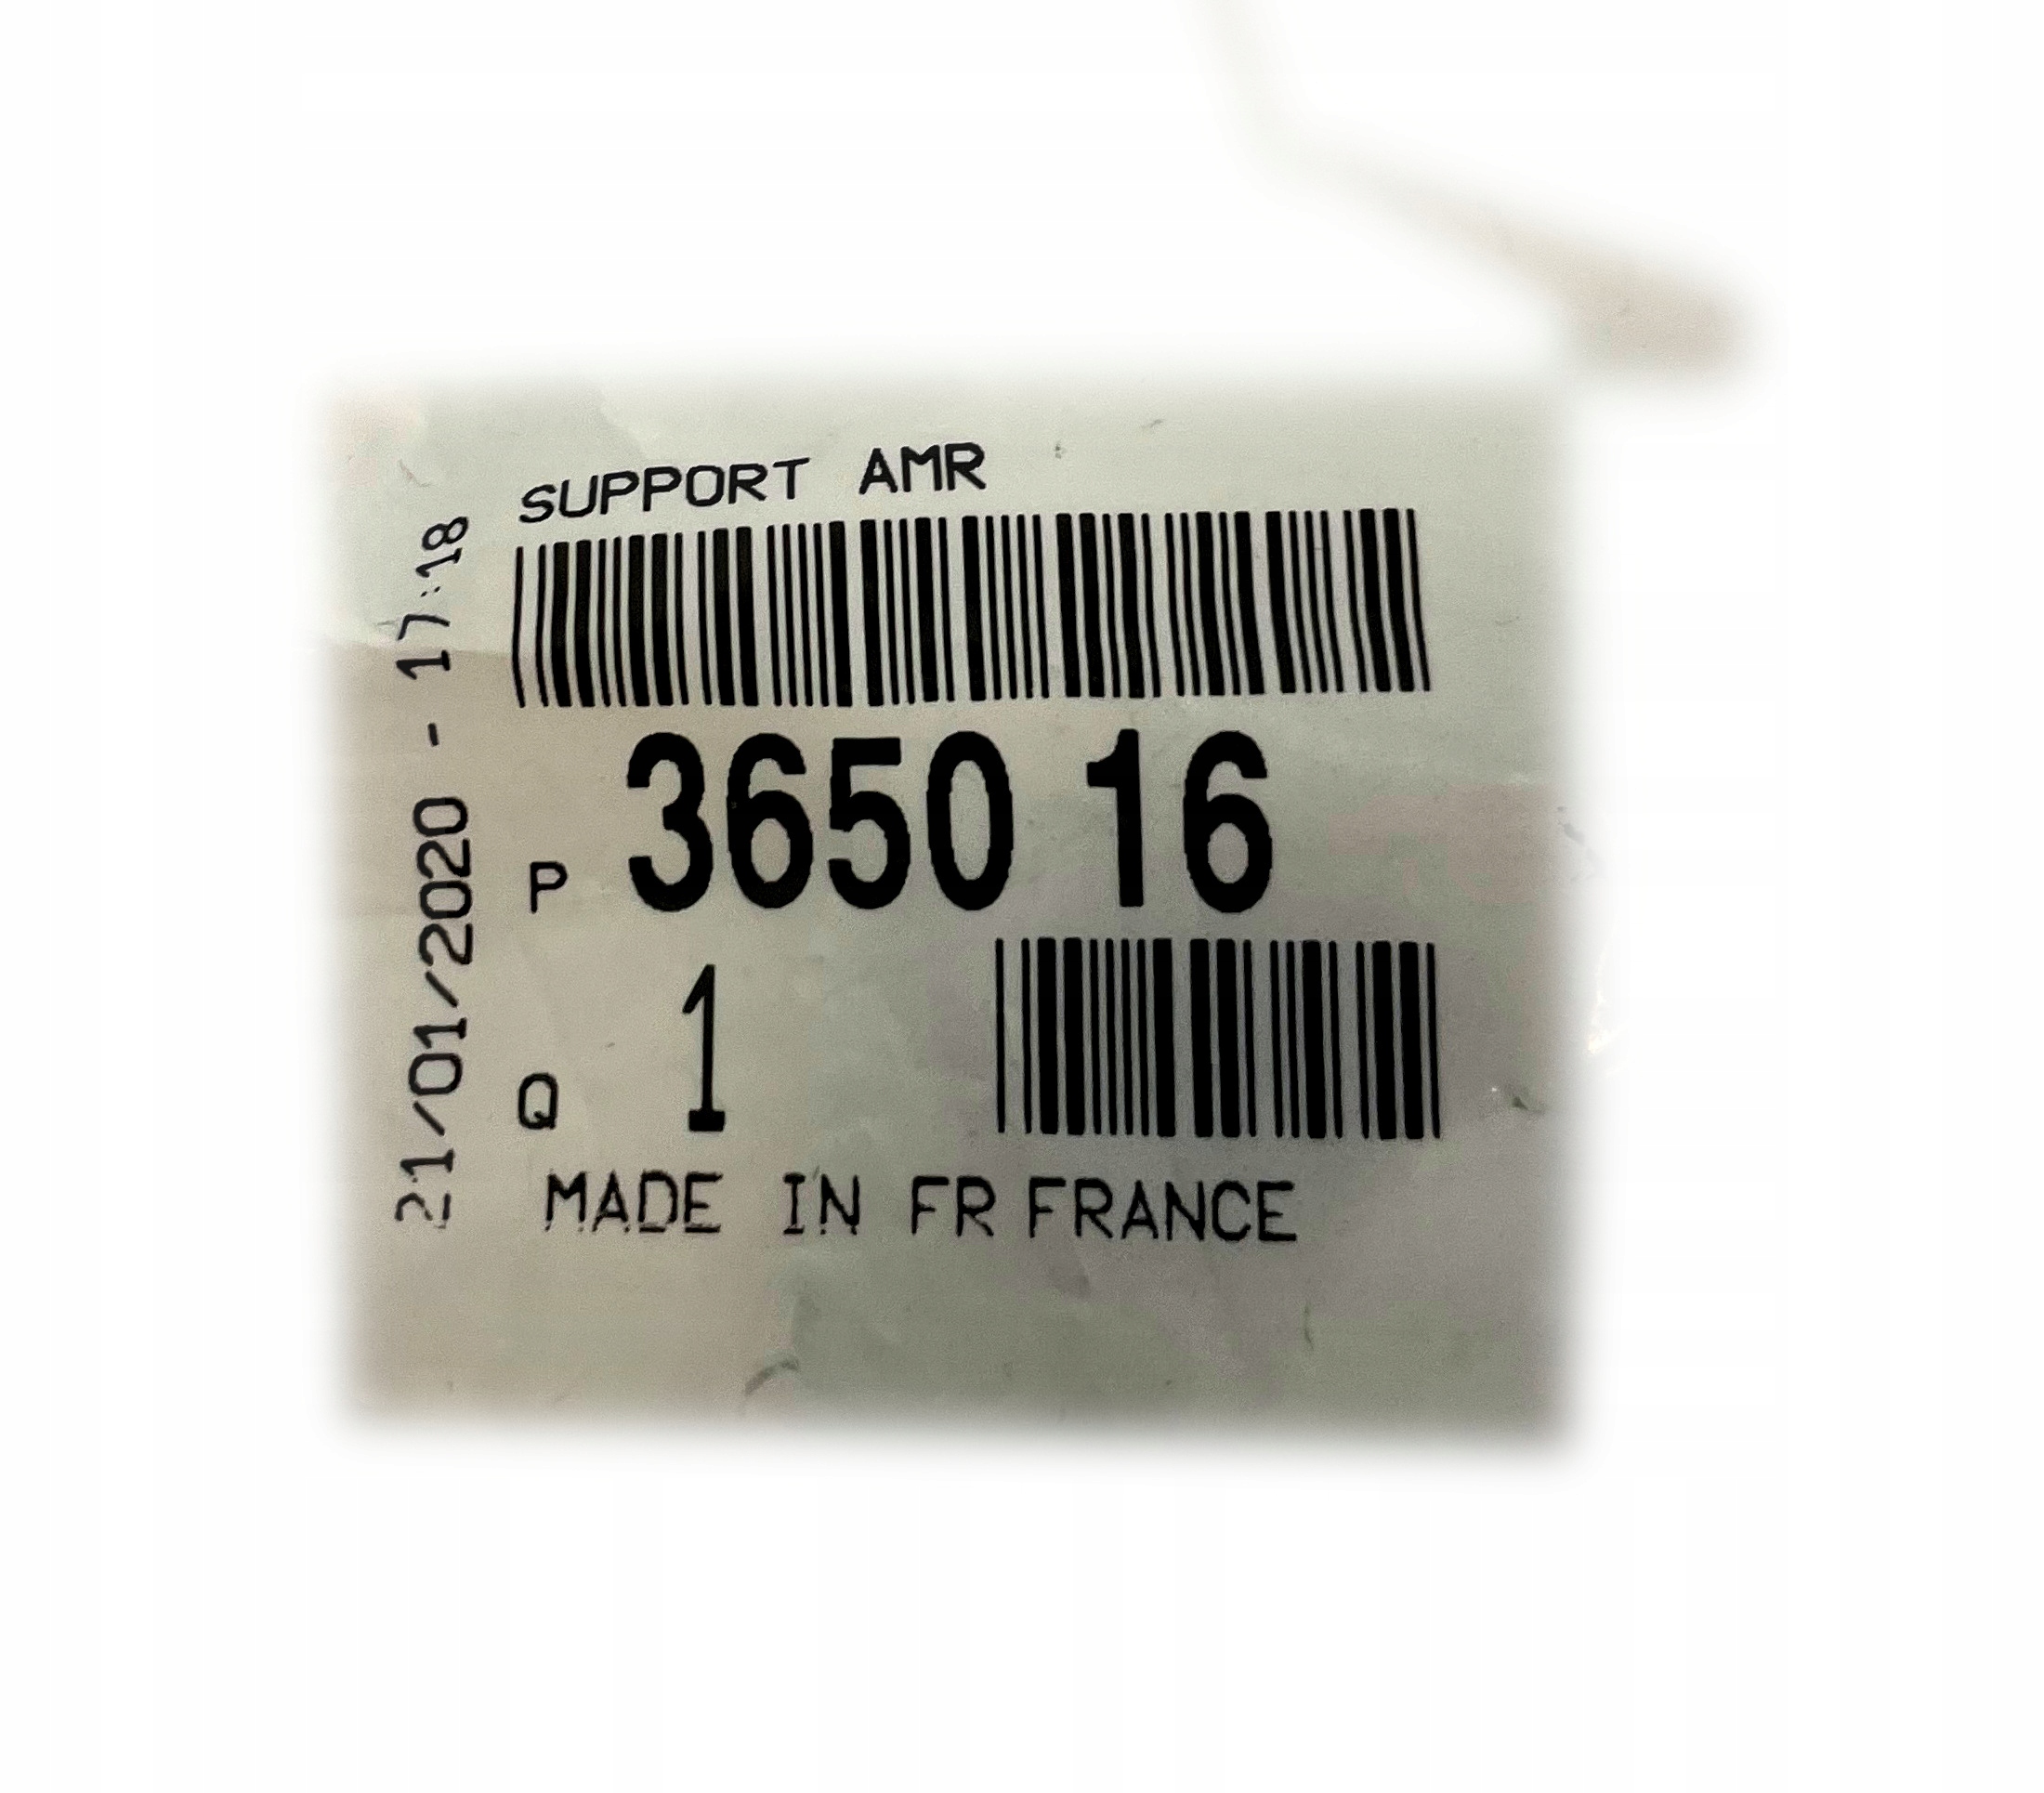 SUPPORT AMR
21/01/2020 - 17:18
P 3650 16
Q 1
MADE IN FR FRANCE